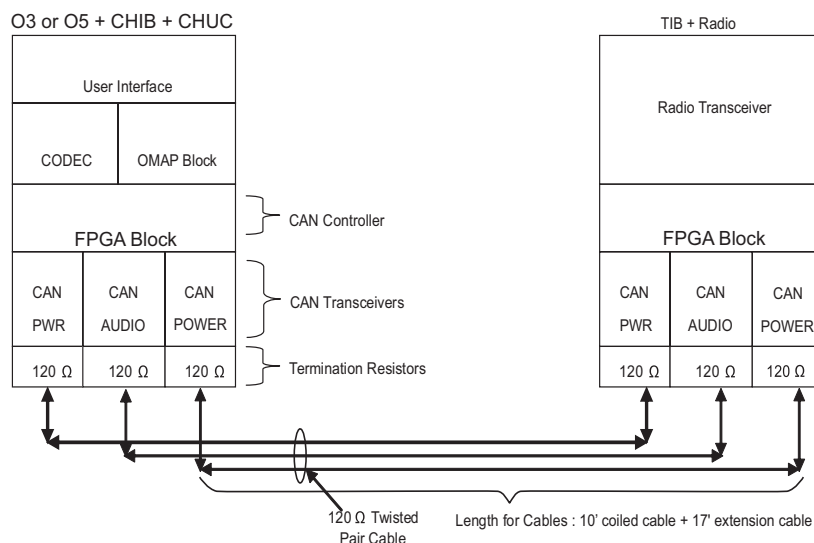 O3 or O5 + CHIB + CHUC
TIB + Radio
User Interface
Radio Transceiver
CODEC
OMAP Block
CAN Controller
FPGA Block
FPGA Block
CAN
PWR
CAN
AUDIO
CAN
POWER
CAN Transceivers
CAN
PWR
CAN
AUDIO
CAN
POWER
120 Ω
120 Ω
120 Ω
Termination Resistors
120 Ω
120 Ω
120 Ω
120 Ω Twisted
Pair Cable
Length for Cables : 10’ coiled cable + 17' extension cable